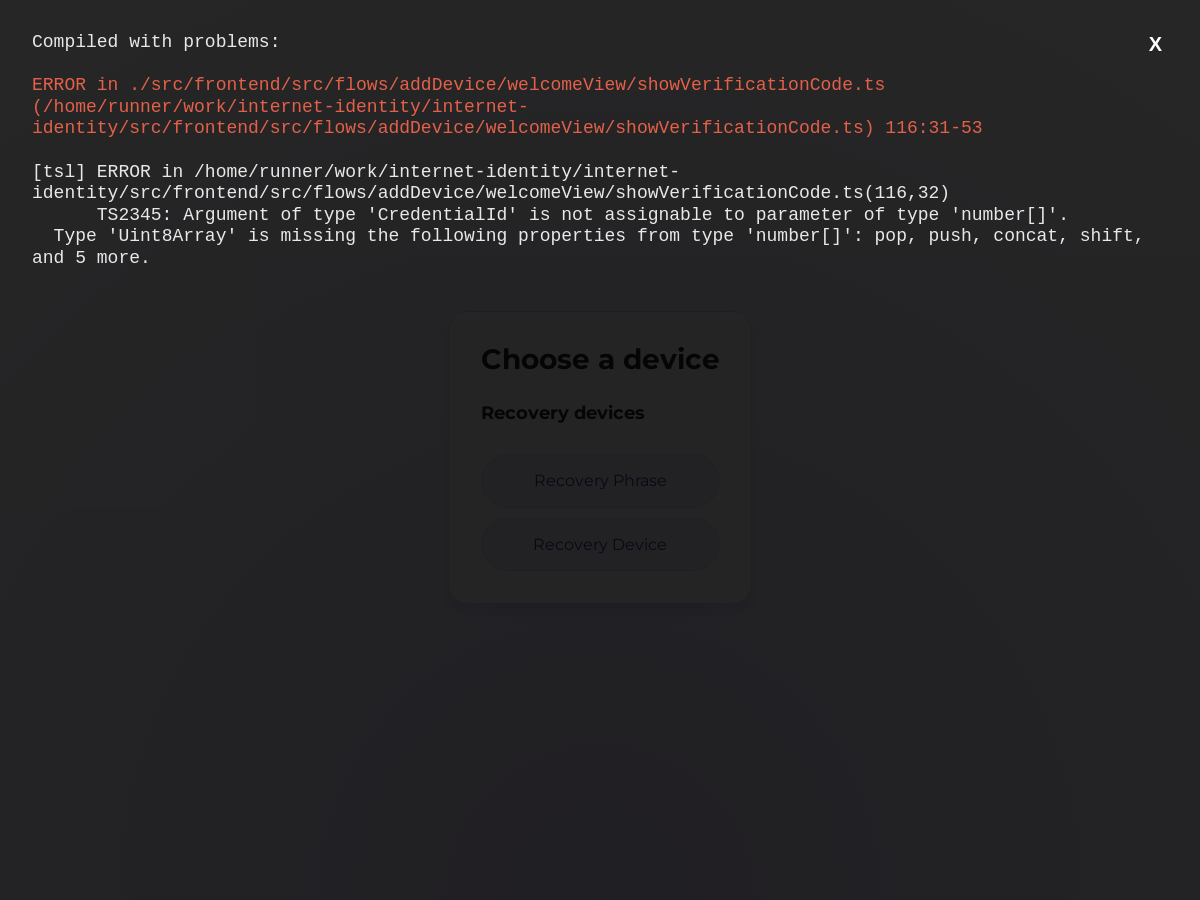 Compiled with problems:
X
ERROR in ./src/frontend/src/flows/addDevice/welcomeView/showVerificationCode.ts
(/home/runner/work/internet-identity/internet-
identity/src/frontend/src/flows/addDevice/welcomeView/showVerificationCode.ts) 116:31-53
[tsl] ERROR in /home/runner/work/internet-identity/internet-
identity/src/frontend/src/flows/addDevice/welcomeView/showVerificationCode.ts(116,32)
TS2345: Argument of type 'CredentialId' is not assignable to parameter of type 'number[]'.
Type 'Uint8Array' is missing the following properties from type 'number[]': pop, push, concat, shift,
and 5 more.
Choose a device
Recovery devices
Recovery Phrase
Recovery Device